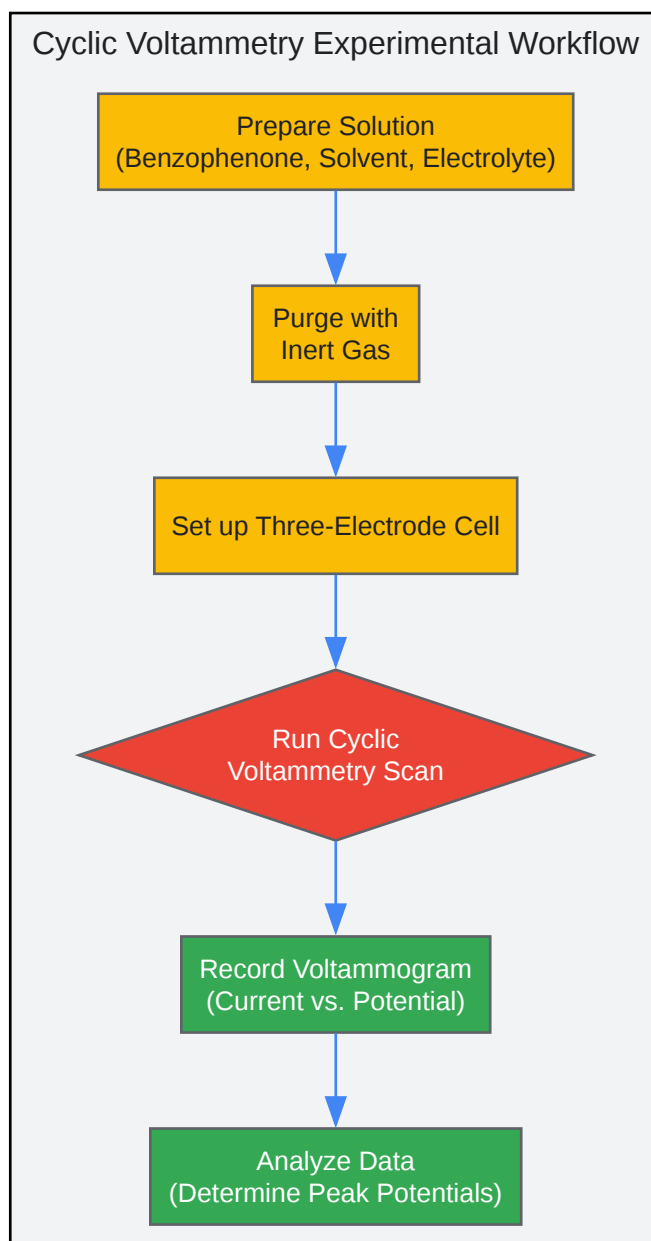 Cyclic Voltammetry Experimental Workflow
Prepare Solution
(Benzophenone, Solvent, Electrolyte)
Purge with
Inert Gas
Set up Three-Electrode Cell
Run Cyclic
Voltammetry Scan
Record Voltammogram
(Current vs. Potential)
Analyze Data
(Determine Peak Potentials)